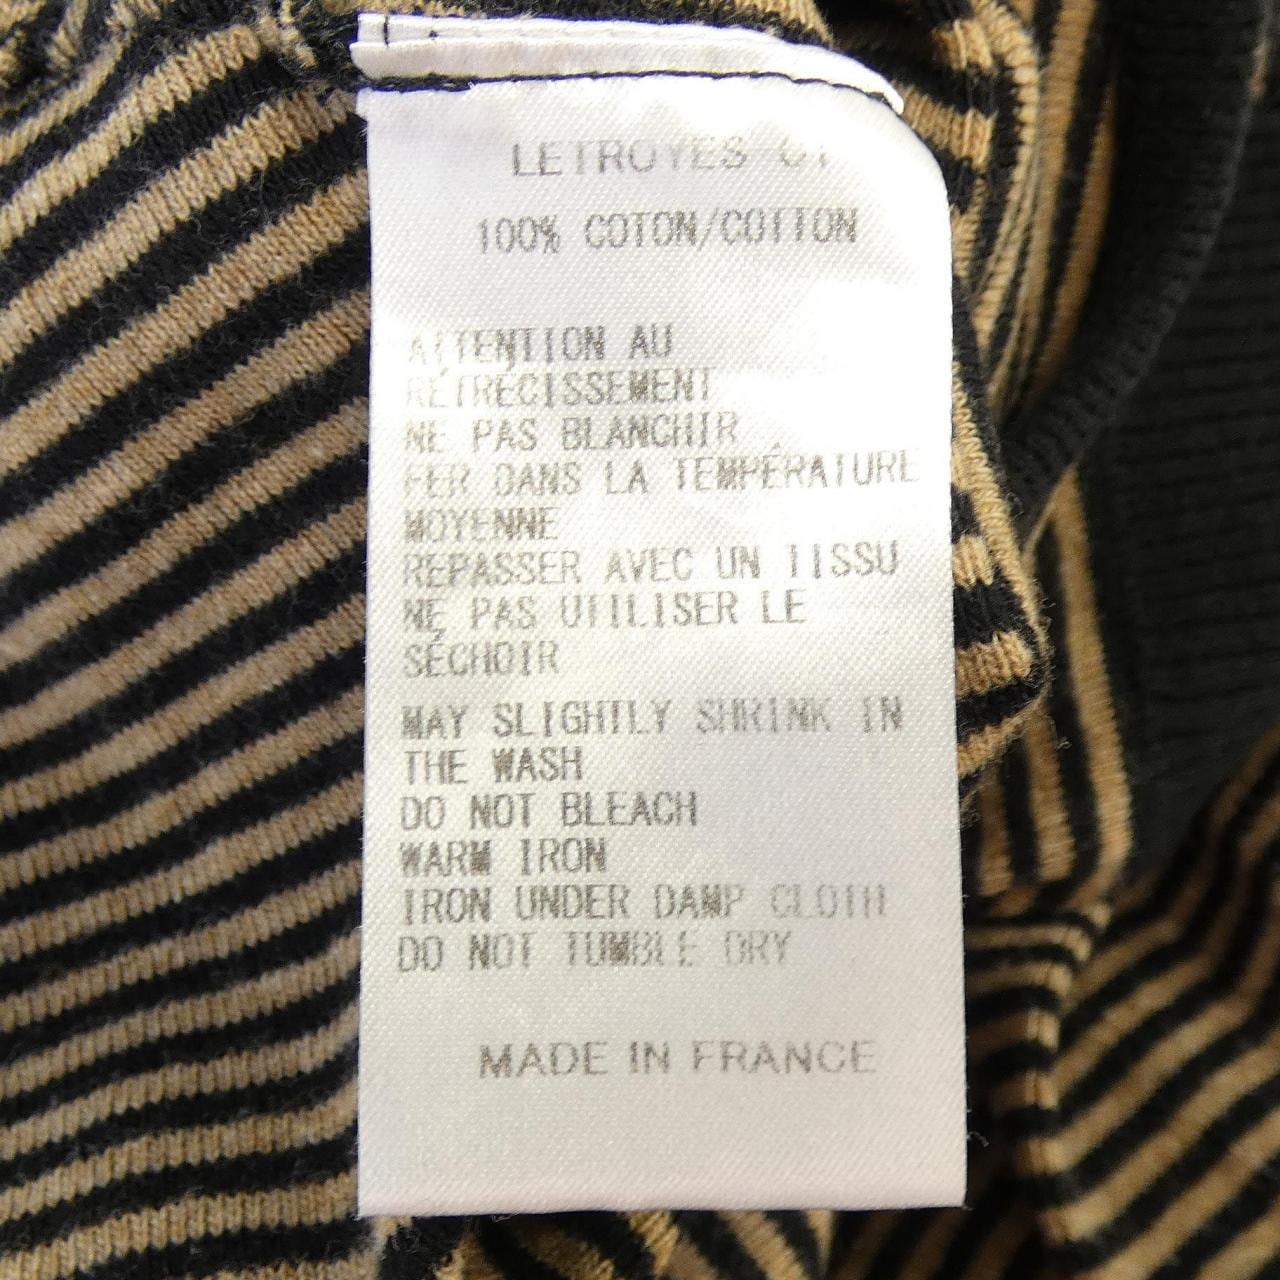 LETROYES
100% COTON/COTTON
ATTENTION AU
RÉTRÉCISSEMENT
NE PAS BLANCHIR
FER DANS LA TEMPÉRATURE
MOYENNE
REPASSER AVEC UN TISSU
NE PAS UTILISER LE
SÉCHOIR
MAY SLIGHTLY SHRINK IN
THE WASH
DO NOT BLEACH
WARM IRON
IRON UNDER DAMP CLOTH
DO NOT TUMBLE DRY
MADE IN FRANCE